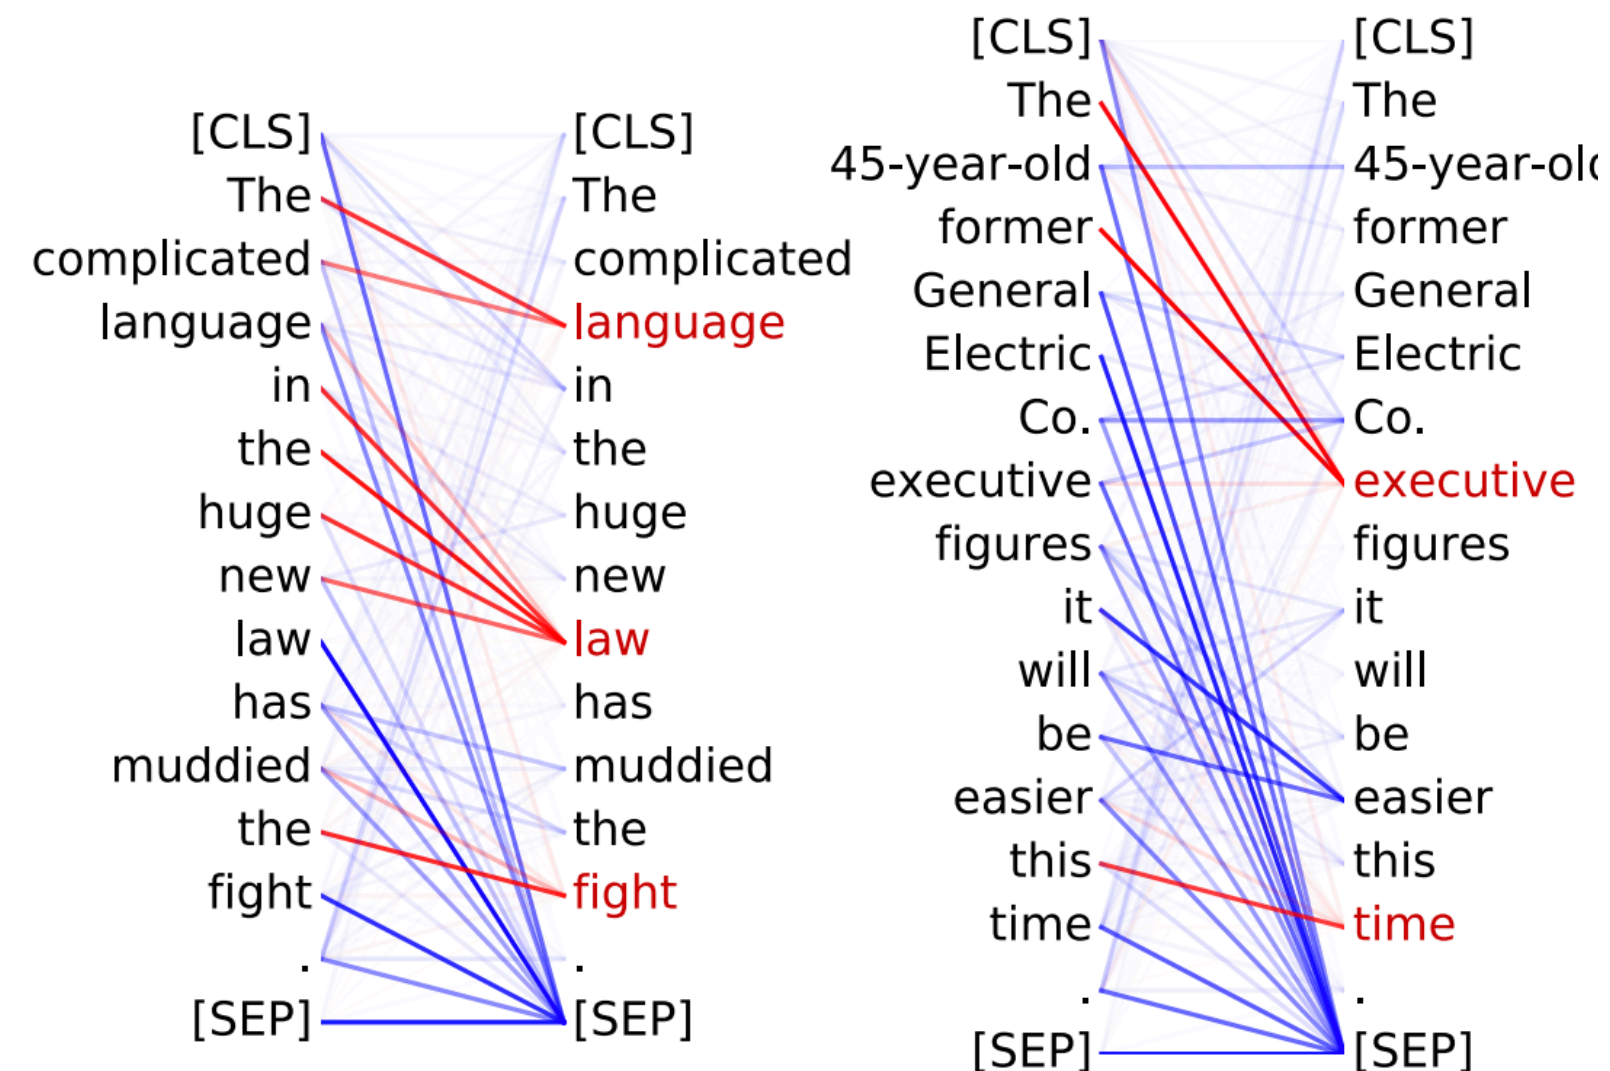 [CLS] [CLS]
The The
complicated complicated
language language
in in
the the
huge huge
new new
law law
has has
muddied muddied
the the
fight fight
. .
[SEP] [SEP]
[CLS] [CLS]
The The
45-year-old 45-year-old
former former
General General
Electric Electric
Co. Co.
executive executive
figures figures
it it
will will
be be
easier easier
this this
time time
. .
[SEP] [SEP]